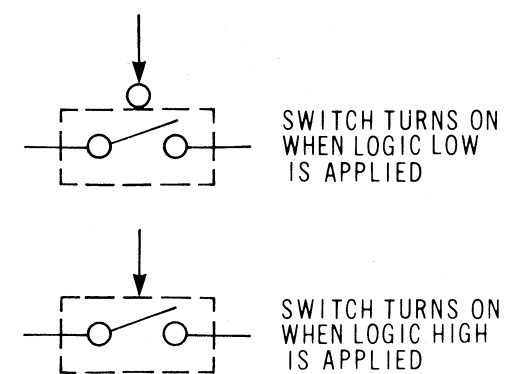 SWITCH TURNS ON
WHEN LOGIC LOW
IS APPLIED
SWITCH TURNS ON
WHEN LOGIC HIGH
IS APPLIED